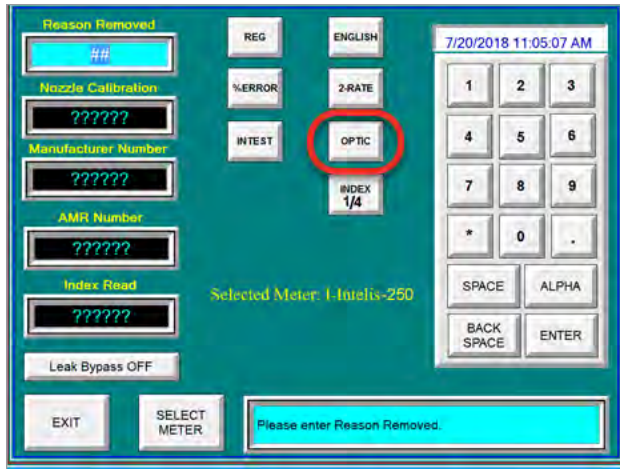 Reason Removed
##
Nozzle Calibration
??????
Manufacturer Number
??????
AMR Number
??????
Index Read
??????
Leak Bypass OFF
EXIT
SELECT
METER
REG
ENGLISH
%ERROR
2-RATE
INTEST
OPTIC
INDEX
1/4
Selected Meter: I-Intelis-250
7/20/2018 11:05:07 AM
1 2 3
4 5 6
7 8 9
* 0 .
SPACE ALPHA
BACK
SPACE
ENTER
Please enter Reason Removed.